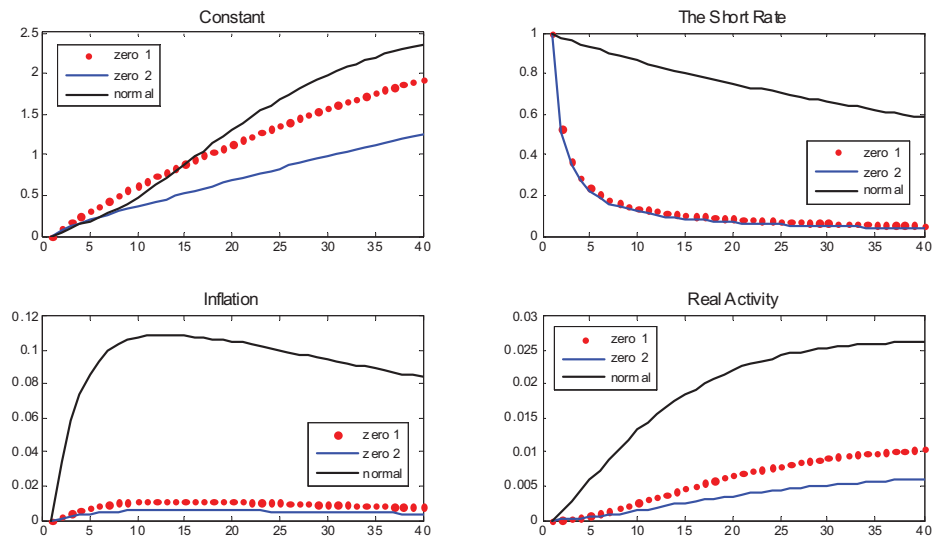 Constant
2.5
2
1.5
1
0.5
0
zero 1
zero 2
normal
0 5 10 15 20 25 30 35 40
The Short Rate
1
0.8
0.6
0.4
0.2
0
zero 1
zero 2
normal
0 5 10 15 20 25 30 35 40
Inflation
0.12
0.10
0.08
0.06
0.04
0.02
0
zero 1
zero 2
normal
0 5 10 15 20 25 30 35 40
Real Activity
0.03
0.025
0.02
0.015
0.01
0.005
0
zero 1
zero 2
normal
0 5 10 15 20 25 30 35 40